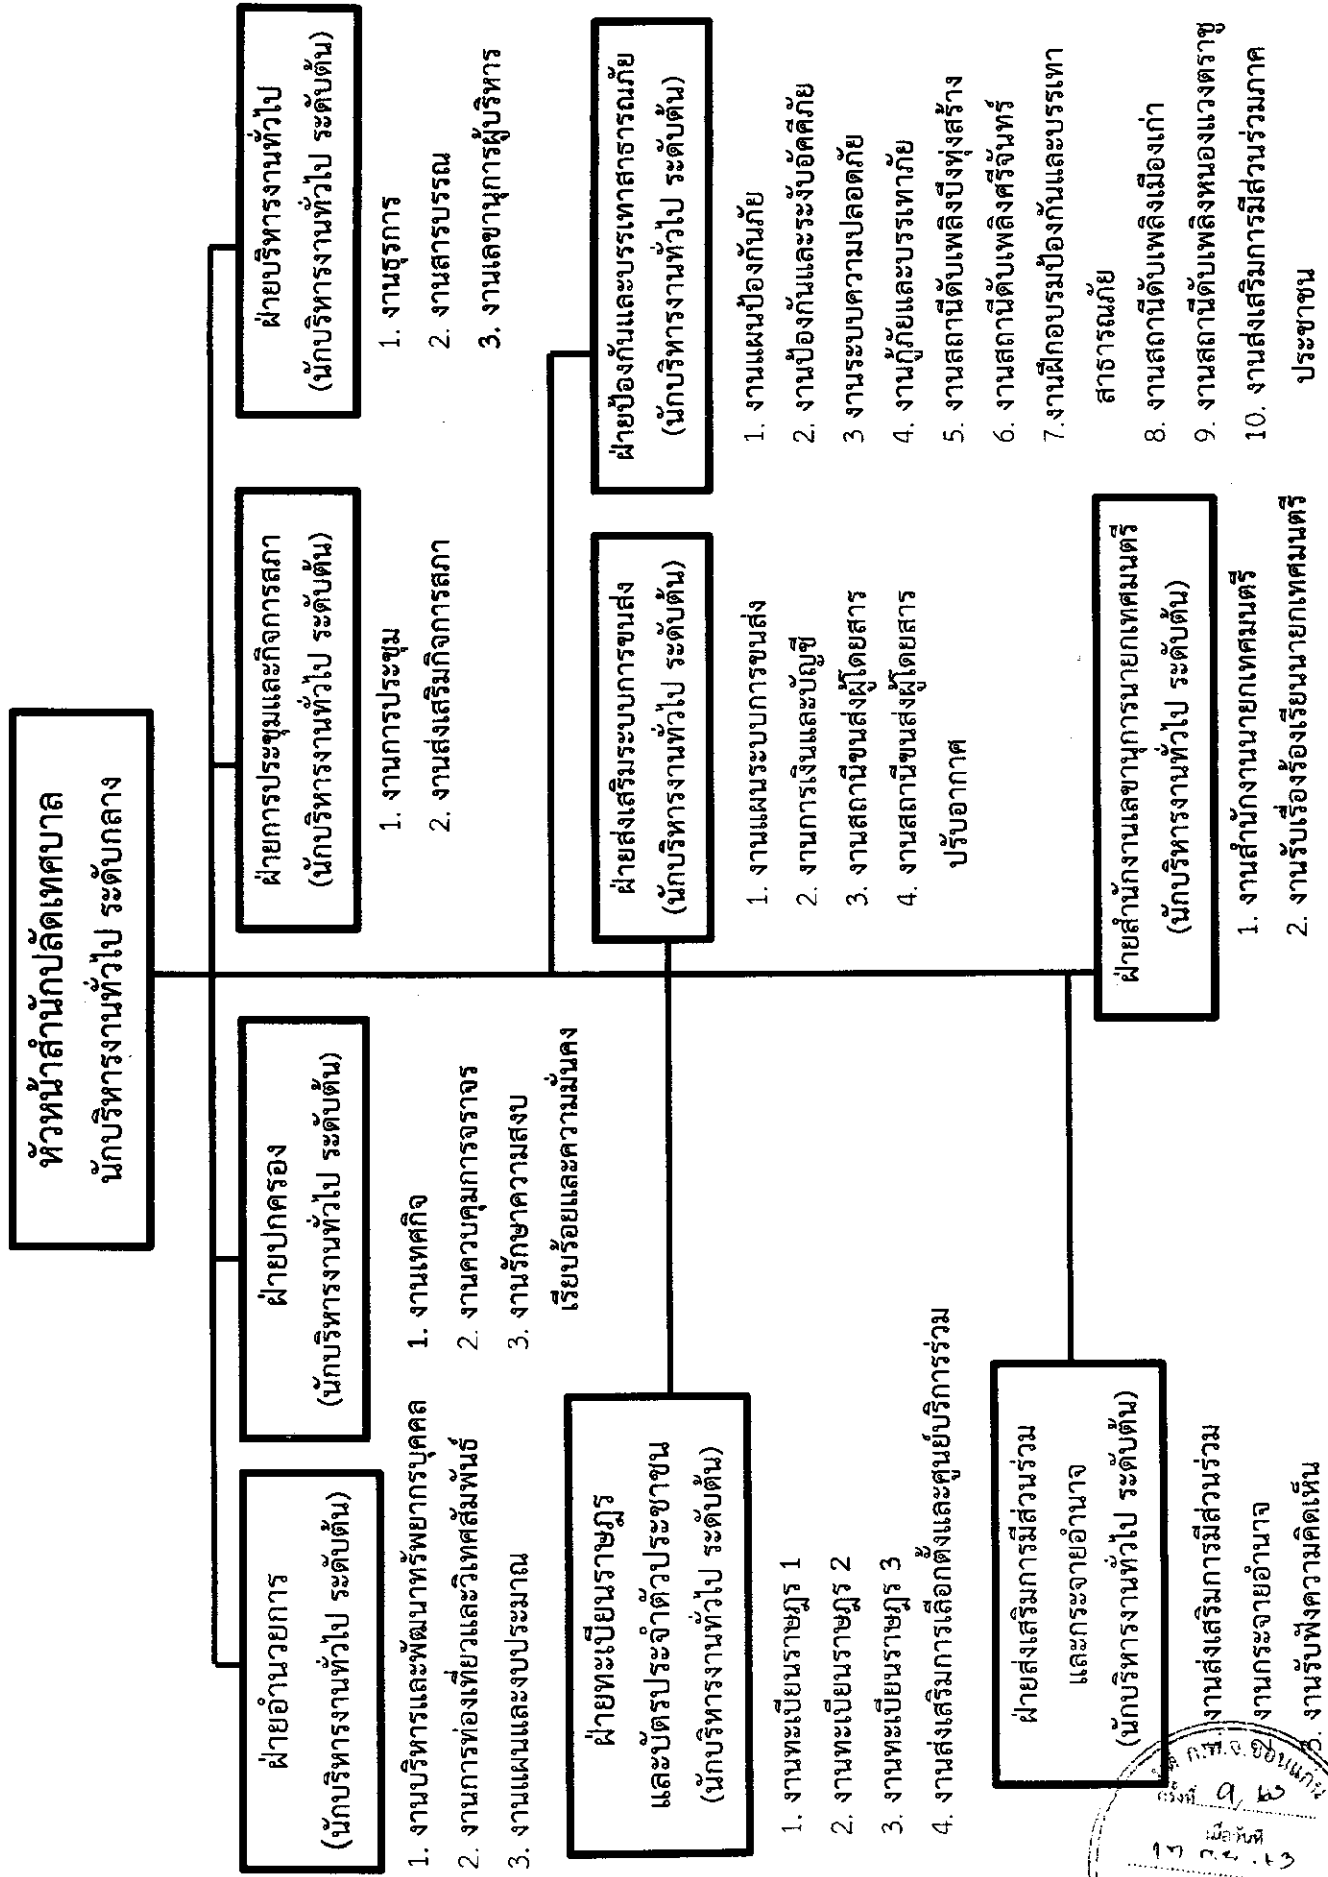 หัวหน้าสำนักปลัดเทศบาล
นักบริหารงานทั่วไป ระดับกลาง
ฝ่ายอำนวยการ
(นักบริหารงานทั่วไป ระดับต้น)
1. งานบริหารและพัฒนาทรัพยากรบุคคล
2. งานการท่องเที่ยวและวิเทศสัมพันธ์
3. งานแผนและงบประมาณ
ฝ่ายปกครอง
(นักบริหารงานทั่วไป ระดับต้น)
1. งานเทศกิจ
2. งานควบคุมการจราจร
3. งานรักษาความสงบ
เรียบร้อยและความมั่นคง
ฝ่ายการประชุมและกิจการสภา
(นักบริหารงานทั่วไป ระดับต้น)
1. งานการประชุม
2. งานส่งเสริมกิจการสภา
ฝ่ายบริหารงานทั่วไป
(นักบริหารงานทั่วไป ระดับต้น)
1. งานธุรการ
2. งานสารบรรณ
3. งานเลขานุการผู้บริหาร
ฝ่ายทะเบียนราษฎร
และบัตรประจำตัวประชาชน
(นักบริหารงานทั่วไป ระดับต้น)
1. งานทะเบียนราษฎร 1
2. งานทะเบียนราษฎร 2
3. งานทะเบียนราษฎร 3
4. งานส่งเสริมการเลือกตั้งและศูนย์บริการร่วม
ฝ่ายส่งเสริมระบบการขนส่ง
(นักบริหารงานทั่วไป ระดับต้น)
1. งานแผนระบบการขนส่ง
2. งานการเงินและบัญชี
3. งานสถานีขนส่งผู้โดยสาร
4. งานสถานีขนส่งผู้โดยสาร
ปรับอากาศ
ฝ่ายป้องกันและบรรเทาสาธารณภัย
(นักบริหารงานทั่วไป ระดับต้น)
1. งานแผนป้องกันภัย
2. งานป้องกันและระงับอัคคีภัย
3 งานระบบความปลอดภัย
4. งานกู้ภัยและบรรเทาภัย
5. งานสถานีดับเพลิงบึงทุ่งสร้าง
6. งานสถานีดับเพลิงศรีจันทร์
7.งานฝึกอบรมป้องกันและบรรเทา
สาธารณภัย
8. งานสถานีดับเพลิงเมืองเก่า
9. งานสถานีดับเพลิงหนองแวงตราชู
10. งานส่งเสริมการมีส่วนร่วมภาค
ประชาชน
ฝ่ายส่งเสริมการมีส่วนร่วม
และกระจายอำนาจ
(นักบริหารงานทั่วไป ระดับต้น)
งานส่งเสริมการมีส่วนร่วม
งานกระจายอำนาจ
3. งานรับฟังความคิดเห็น
ฝ่ายสำนักงานเลขานุการนายกเทศมนตรี
(นักบริหารงานทั่วไป ระดับต้น)
1. งานสำนักงานนายกเทศมนตรี
2. งานรับเรื่องร้องเรียนนายกเทศมนตรี
ก.ท.จ.ขอนแก่น
ครั้งที่
เมื่อวันที่